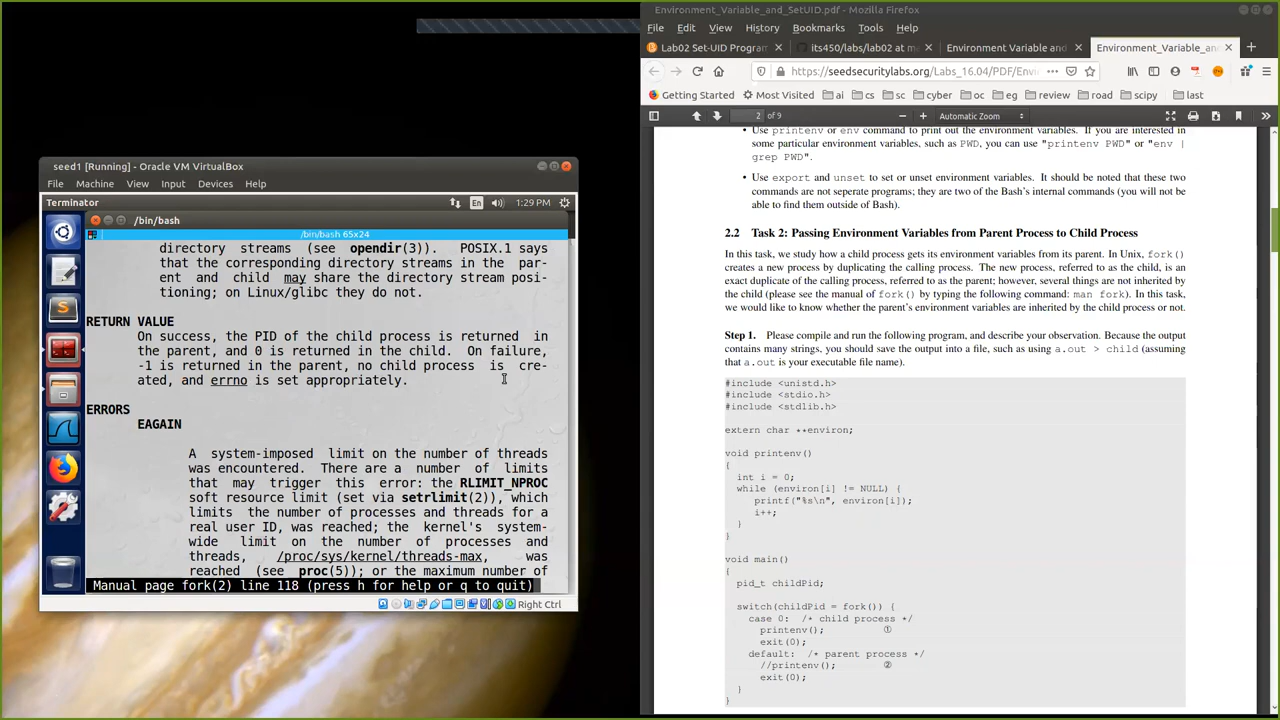 seed1 [Running] - Oracle VM VirtualBox
File Machine View Input Devices Help
Terminator En 1:29 PM
/bin/bash
/bin/bash 65x24
directory streams (see opendir(3)). POSIX.1 says
that the corresponding directory streams in the par-
ent and child may share the directory stream posi-
tioning; on Linux/glibc they do not.
RETURN VALUE
On success, the PID of the child process is returned in
the parent, and 0 is returned in the child. On failure,
-1 is returned in the parent, no child process is cre-
ated, and errno is set appropriately.
ERRORS
EAGAIN
A system-imposed limit on the number of threads
was encountered. There are a number of limits
that may trigger this error: the RLIMIT_NPROC
soft resource limit (set via setrlimit(2)), which
limits the number of processes and threads for a
real user ID, was reached; the kernel's system-
wide limit on the number of processes and
threads, /proc/sys/kernel/threads-max, was
reached (see proc(5)); or the maximum number of
Manual page fork(2) line 118 (press h for help or q to quit)
Right Ctrl
Environment_Variable_and_SetUID.pdf - Mozilla Firefox
File Edit View History Bookmarks Tools Help
Lab02 Set-UID Program
its450/labs/lab02 at m
Environment Variable and
Environment_Variable_an
https://seedsecuritylabs.org/Labs_16.04/PDF/Envi
Getting Started Most Visited ai cs sc cyber oc eg review road scipy last
2 of 9 Automatic Zoom
• Use printenv or env command to print out the environment variables. If you are interested in
some particular environment variables, such as PWD, you can use "printenv PWD" or "env |
grep PWD".
• Use export and unset to set or unset environment variables. It should be noted that these two
commands are not seperate programs; they are two of the Bash's internal commands (you will not be
able to find them outside of Bash).
2.2 Task 2: Passing Environment Variables from Parent Process to Child Process
In this task, we study how a child process gets its environment variables from its parent. In Unix, fork()
creates a new process by duplicating the calling process. The new process, referred to as the child, is an
exact duplicate of the calling process, referred to as the parent; however, several things are not inherited by
the child (please see the manual of fork() by typing the following command: man fork). In this task,
we would like to know whether the parent's environment variables are inherited by the child process or not.
Step 1. Please compile and run the following program, and describe your observation. Because the output
contains many strings, you should save the output into a file, such as using a.out > child (assuming
that a.out is your executable file name).
#include <unistd.h>
#include <stdio.h>
#include <stdlib.h>
extern char **environ;
void printenv()
{
int i = 0;
while (environ[i] != NULL) {
printf("%s\n", environ[i]);
i++;
}
}
void main()
{
pid_t childPid;
switch(childPid = fork()) {
case 0: /* child process */
printenv(); ①
exit(0);
default: /* parent process */
//printenv(); ②
exit(0);
}
}